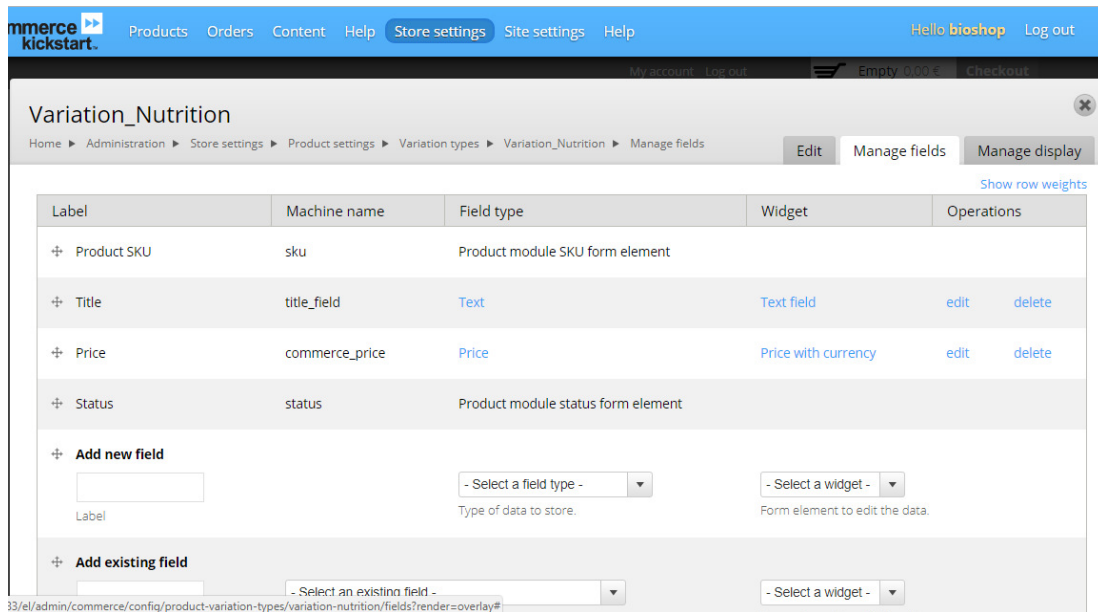 mmerce
kickstart.
Products Orders Content Help Store settings Site settings Help
Hello bioshop Log out
My account Log out Empty 0,00 € Checkout
Variation_Nutrition
Home ▶ Administration ▶ Store settings ▶ Product settings ▶ Variation types ▶ Variation_Nutrition ▶ Manage fields
Edit Manage fields Manage display
Show row weights
Label Machine name Field type Widget Operations
Product SKU sku Product module SKU form element
Title title_field Text Text field edit delete
Price commerce_price Price Price with currency edit delete
Status status Product module status form element
Add new field
- Select a field type - - Select a widget -
Label Type of data to store. Form element to edit the data.
Add existing field
- Select an existing field - - Select a widget -
33/el/admin/commerce/config/product-variation-types/variation-nutrition/fields?render=overlay#